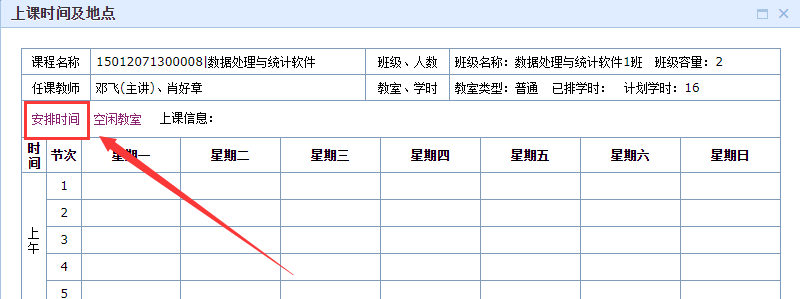 上课时间及地点
课程名称 15012071300008|数据处理与统计软件 班级、人数 班级名称：数据处理与统计软件1班 班级容量：2
任课教师 邓飞(主讲)、肖好章 教室、学时 教室类型：普通 已排学时： 计划学时：16
安排时间 空闲教室 上课信息：
时间 节次 星期一 星期二 星期三 星期四 星期五 星期六 星期日
上午
1
2
3
4
5